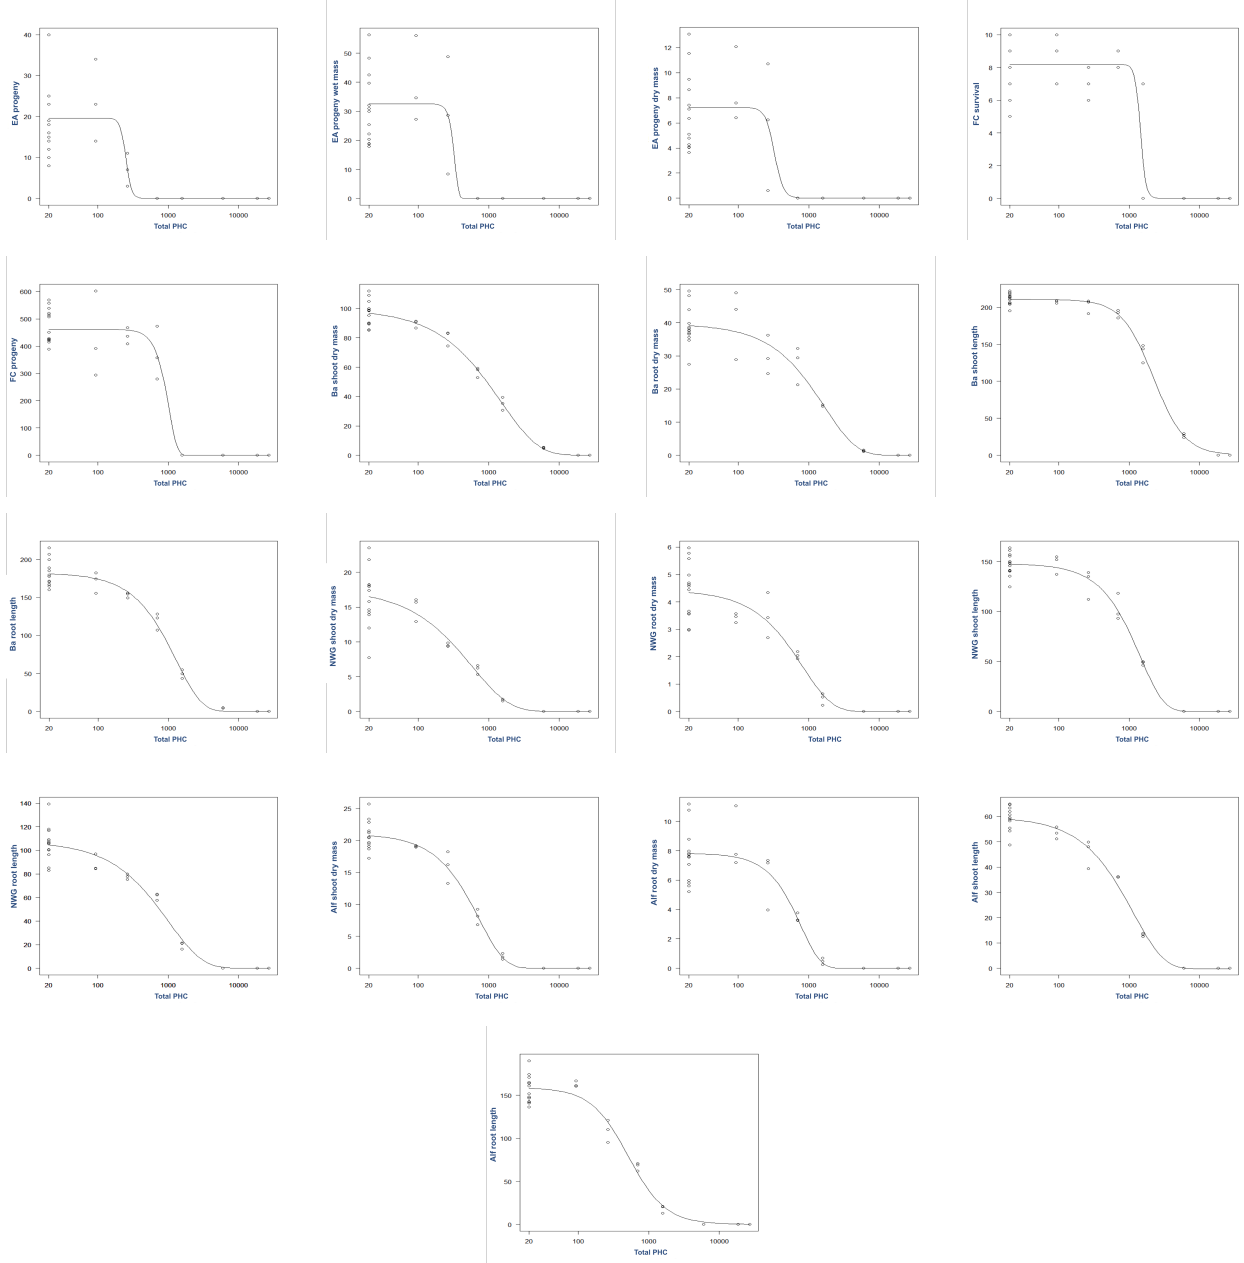 EA progeny
40
30
20
10
0
20 100 1000 10000
Total PHC
EA progeny wet mass
50
40
30
20
10
0
20 100 1000 10000
Total PHC
EA progeny dry mass
12
10
8
6
4
2
0
20 100 1000 10000
Total PHC
FC survival
10
8
6
4
2
0
20 100 1000 10000
Total PHC
FC progeny
600
500
400
300
200
100
0
20 100 1000 10000
Total PHC
Ba shoot dry mass
100
80
60
40
20
0
20 100 1000 10000
Total PHC
Ba root dry mass
50
40
30
20
10
0
20 100 1000 10000
Total PHC
Ba shoot length
200
150
100
50
0
20 100 1000 10000
Total PHC
Ba root length
200
150
100
50
0
20 100 1000 10000
Total PHC
NWG shoot dry mass
20
15
10
5
0
20 100 1000 10000
Total PHC
NWG root dry mass
6
5
4
3
2
1
0
20 100 1000 10000
Total PHC
NWG shoot length
150
100
50
0
20 100 1000 10000
Total PHC
NWG root length
140
120
100
80
60
40
20
0
20 100 1000 10000
Total PHC
Alf shoot dry mass
25
20
15
10
5
0
20 100 1000 10000
Total PHC
Alf root dry mass
10
8
6
4
2
0
20 100 1000 10000
Total PHC
Alf shoot length
60
50
40
30
20
10
0
20 100 1000 10000
Total PHC
Alf root length
150
100
50
0
20 100 1000 10000
Total PHC